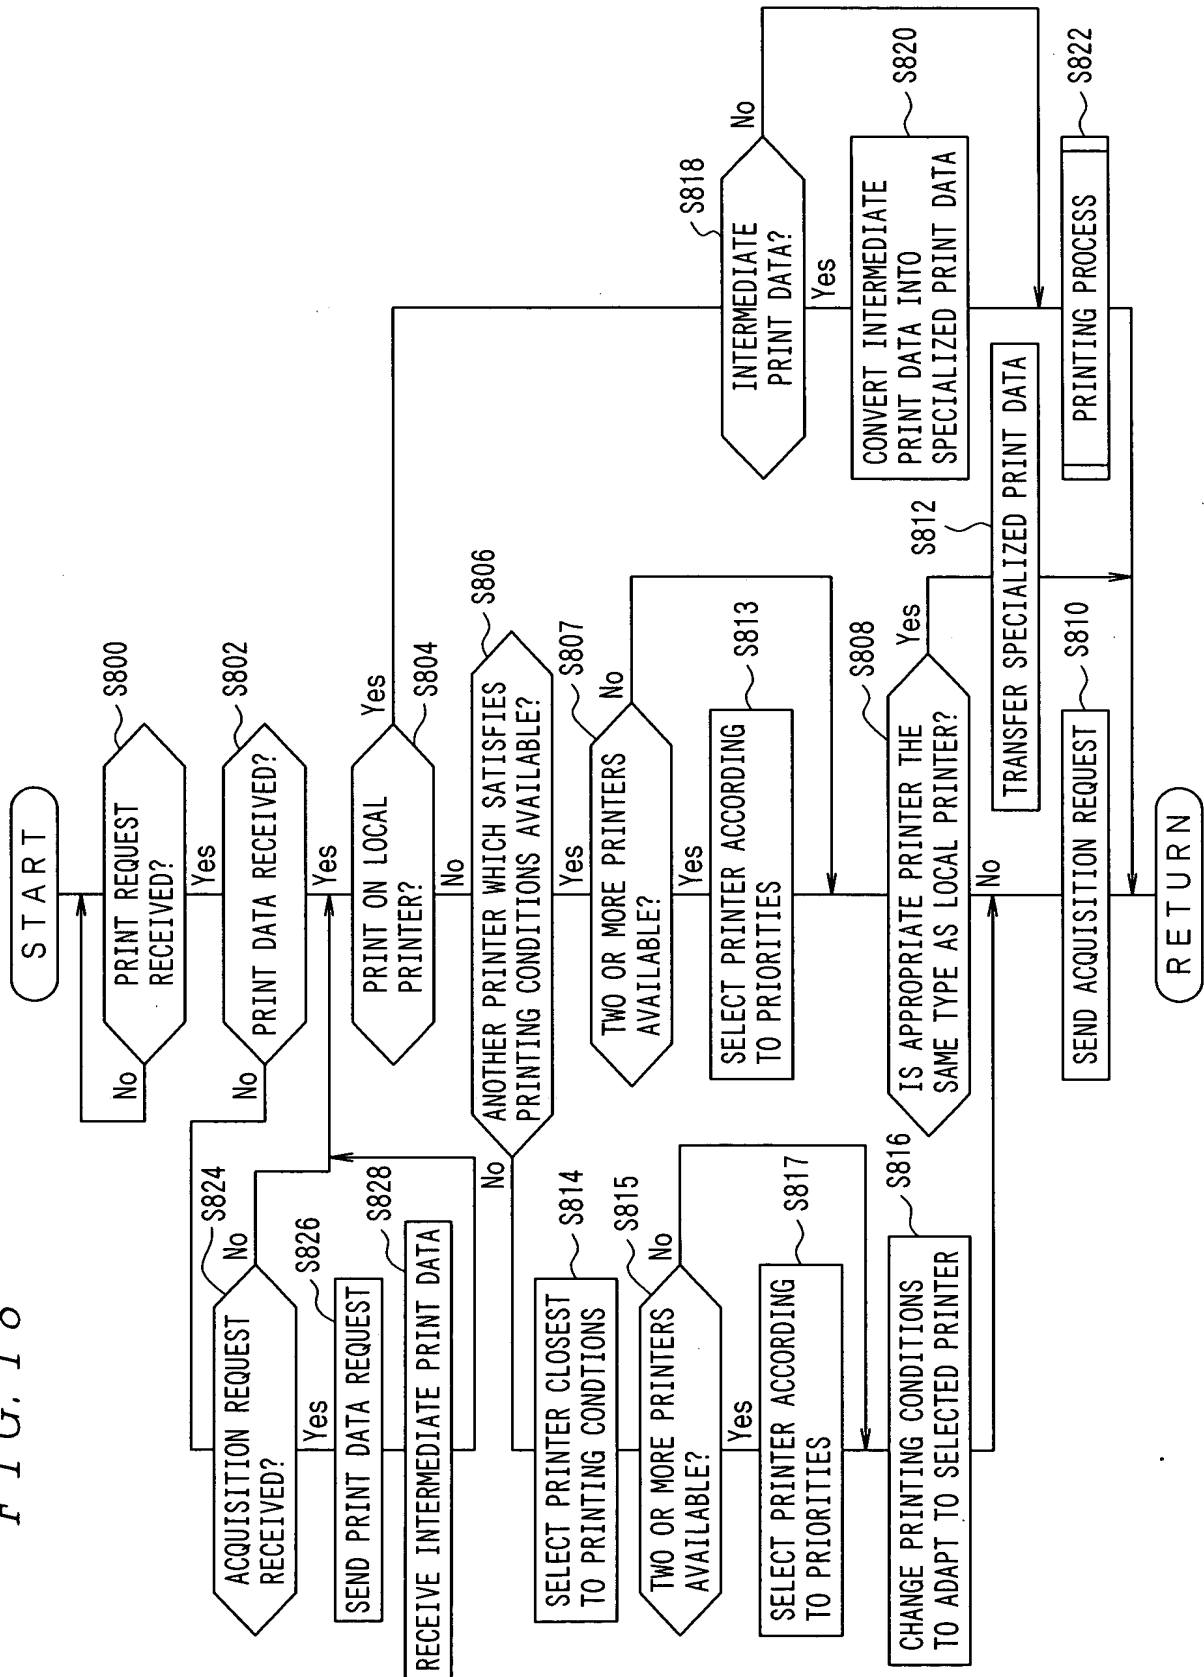 FIG. 18
START
PRINT REQUEST
RECEIVED?
S800
No
Yes
PRINT DATA RECEIVED?
S802
No
Yes
ACQUISITION REQUEST
RECEIVED?
S824
No
Yes
SEND PRINT DATA REQUEST
S826
RECEIVE INTERMEDIATE PRINT DATA
S828
PRINT ON LOCAL
PRINTER?
S804
Yes
No
ANOTHER PRINTER WHICH SATISFIES
PRINTING CONDITIONS AVAILABLE?
S806
No
Yes
TWO OR MORE PRINTERS
AVAILABLE?
S807
No
Yes
SELECT PRINTER ACCORDING
TO PRIORITIES
S813
SELECT PRINTER CLOSEST
TO PRINTING CONDTIONS
S814
TWO OR MORE PRINTERS
AVAILABLE?
S815
No
Yes
SELECT PRINTER ACCORDING
TO PRIORITIES
S817
CHANGE PRINTING CONDITIONS
TO ADAPT TO SELECTED PRINTER
S816
IS APPROPRIATE PRINTER THE
SAME TYPE AS LOCAL PRINTER?
S808
Yes
No
TRANSFER SPECIALIZED PRINT DATA
S812
SEND ACQUISITION REQUEST
S810
INTERMEDIATE
PRINT DATA?
S818
No
Yes
CONVERT INTERMEDIATE
PRINT DATA INTO
SPECIALIZED PRINT DATA
S820
PRINTING PROCESS
S822
RETURN